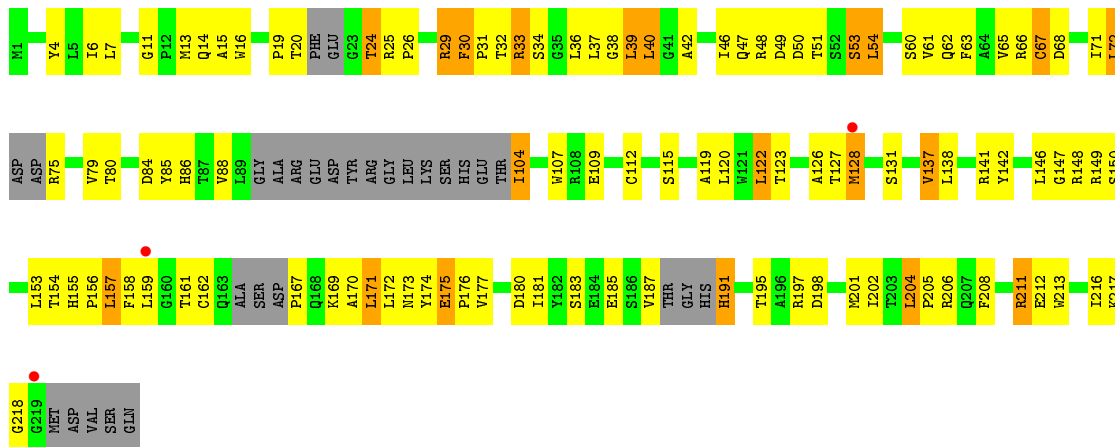 M1 Y4 L5 I6 L7 G11 P12 M13 Q14 A15 W16 P19 T20 PHE GLU G23 T24 R25 P26 R29 F30 P31 T32 R33 S34 G35 L36 L37 G38 L39 L40 G41 A42 I46 Q47 R48 D49 D50 T51 S52 S53 L54 S60 V61 Q62 F63 A64 V65 R66 C67 D68 I71 L72
ASP ASP R75 V79 T80 D84 Y85 H86 T87 V88 L89 GLY ALA ARG GLU ASP TYR ARG GLY LEU LYS SER HIS GLU THR I104 W107 R108 E109 C112 S115 A119 L120 W121 L122 T123 A126 T127 M128 S131 V137 L138 R141 Y142 L146 G147 R148 R149 S150
L153 T154 H155 P156 L157 F158 L159 G160 T161 C162 Q163 ALA SER ASP P167 Q168 K169 A170 L171 L172 N173 Y174 E175 P176 V177 D180 I181 Y182 S183 E184 E185 S186 V187 THR GLY HIS H191 T195 A196 R197 D198 M201 I202 T203 L204 P205 R206 Q207 F208 R211 E212 W213 I216 K217
G218 G219 MET ASP VAL SER GLN